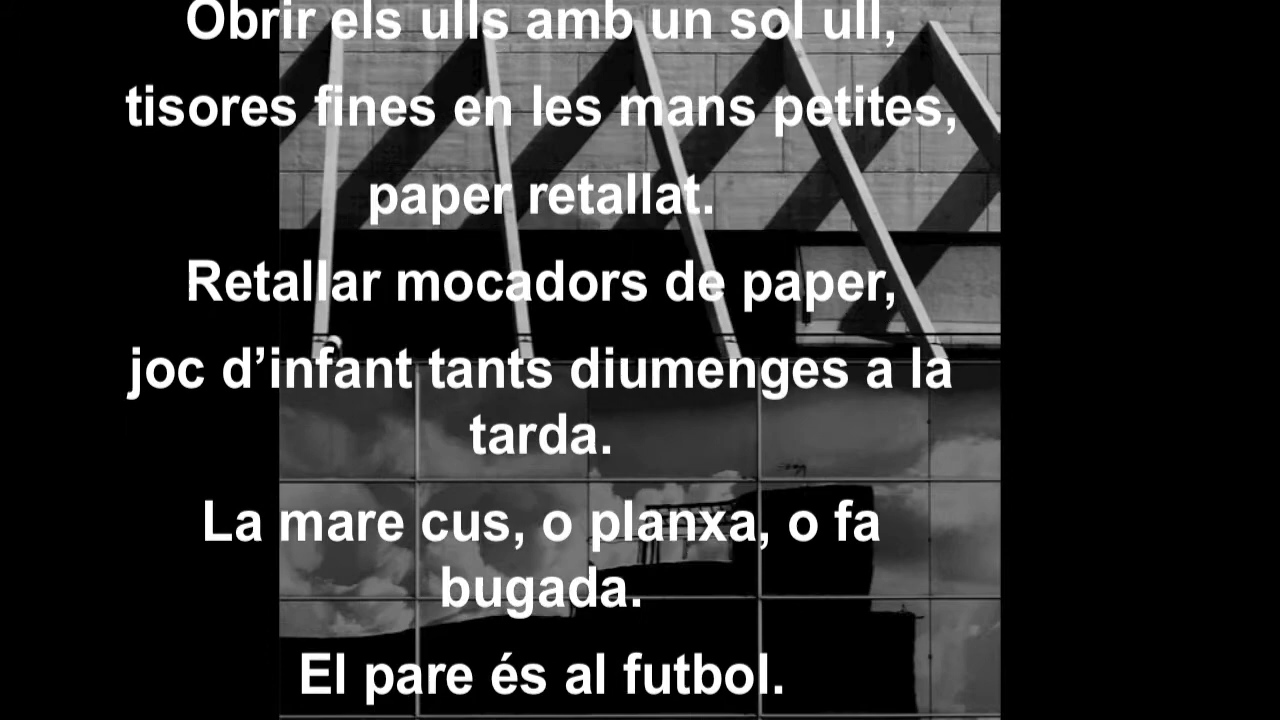 Obrir els ulls amb un sol ull,
tisores fines en les mans petites,
paper retallat.
Retallar mocadors de paper,
joc d’infant tants diumenges a la
tarda.
La mare cus, o planxa, o fa
bugada.
El pare és al futbol.